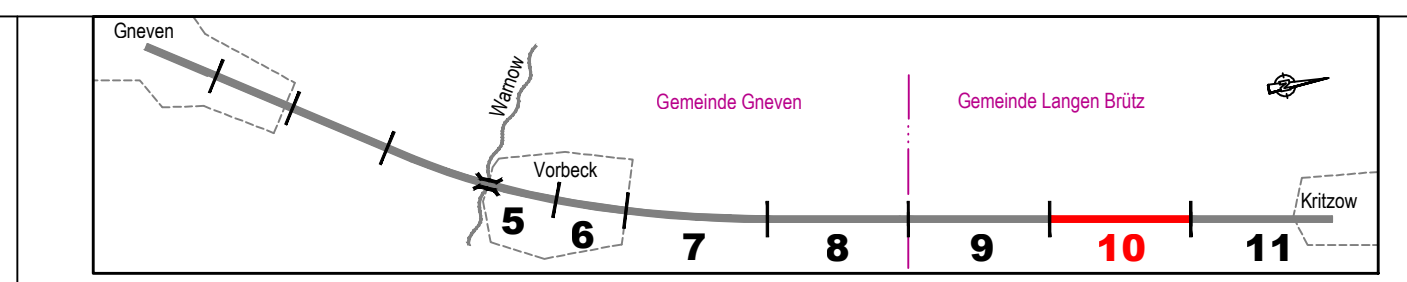 Gneven
Warnow
Gemeinde Gneven
Gemeinde Langen Brütz
Vorbeck
Kritzow
5
6
7
8
9
10
11